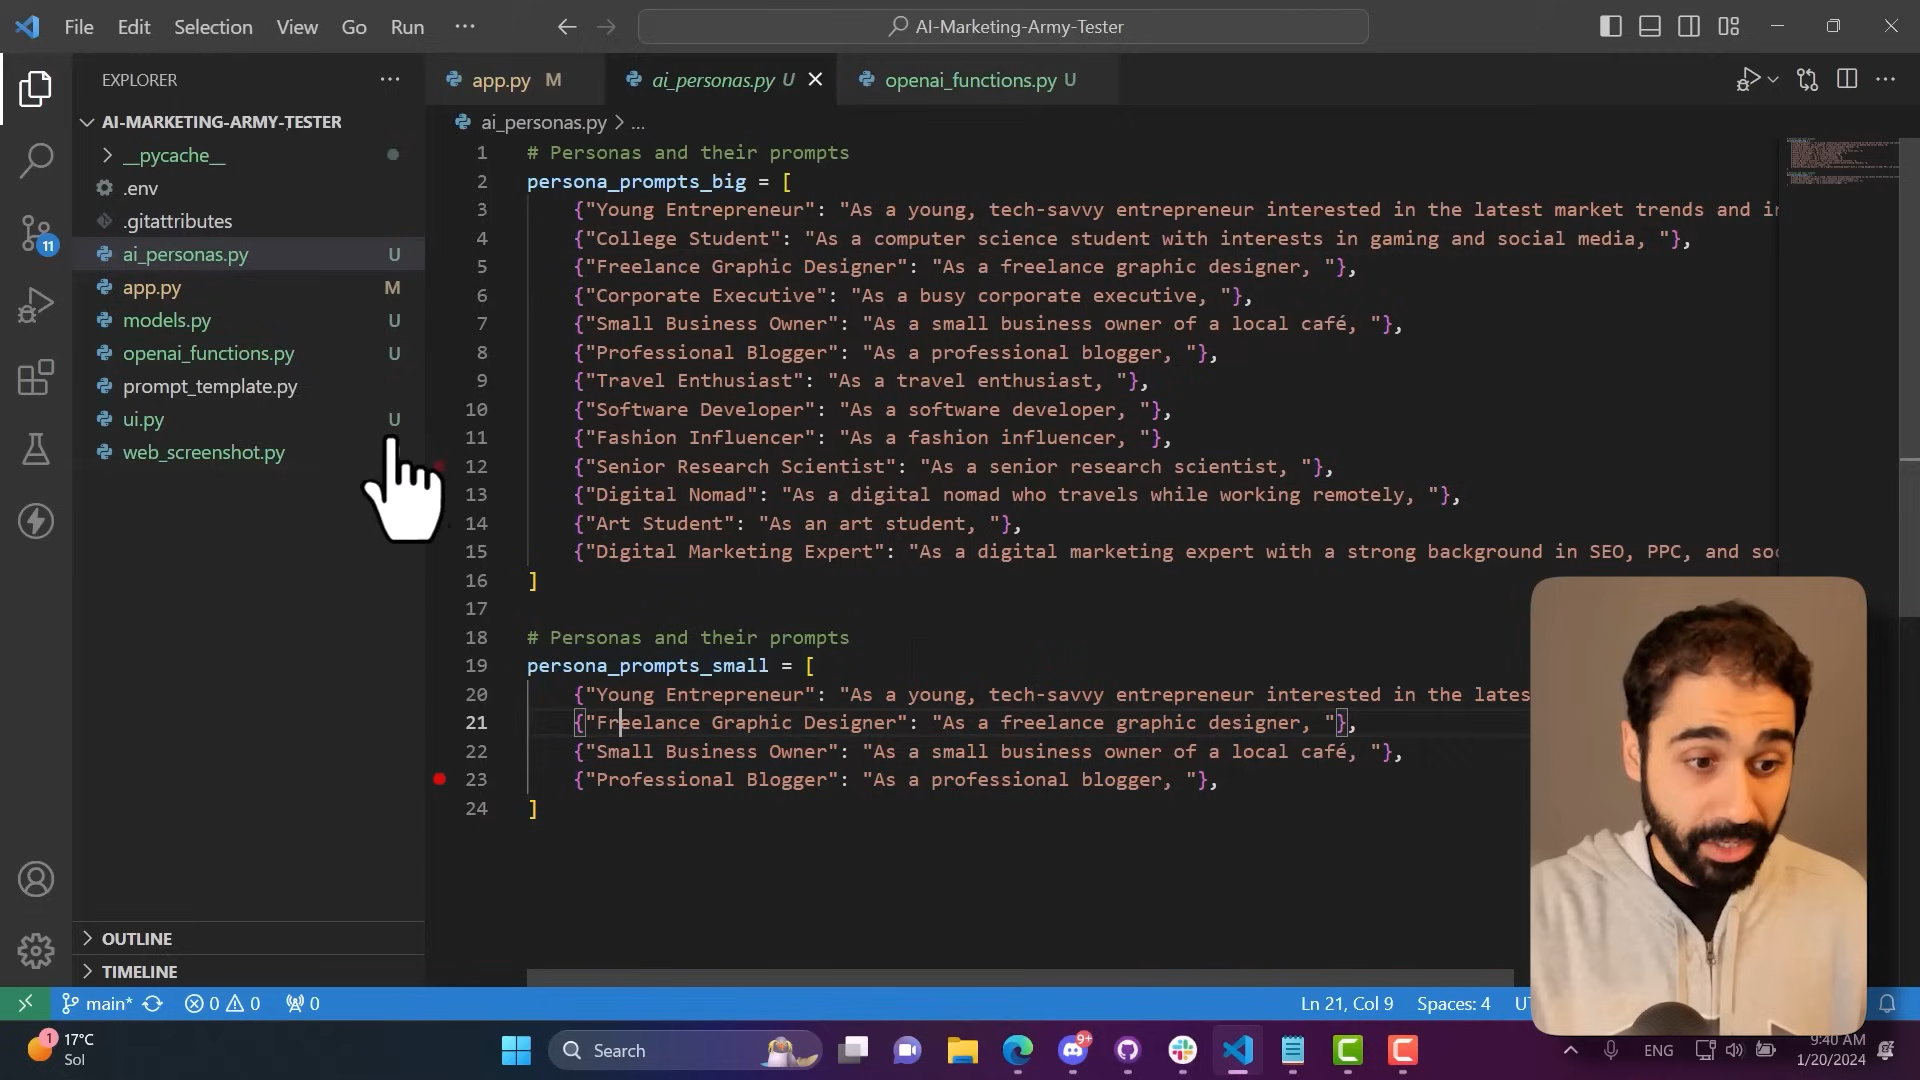 File Edit Selection View Go Run ...
AI-Marketing-Army-Tester
EXPLORER
app.py M
ai_personas.py U
openai_functions.py U
AI-MARKETING-ARMY-TESTER
__pycache__
.env
.gitattributes
ai_personas.py U
app.py M
models.py U
openai_functions.py U
prompt_template.py
ui.py U
web_screenshot.py
11
OUTLINE
TIMELINE
ai_personas.py > ...
1 # Personas and their prompts
2 persona_prompts_big = [
3 {"Young Entrepreneur": "As a young, tech-savvy entrepreneur interested in the latest market trends and
4 {"College Student": "As a computer science student with interests in gaming and social media, "},
5 {"Freelance Graphic Designer": "As a freelance graphic designer, "},
6 {"Corporate Executive": "As a busy corporate executive, "},
7 {"Small Business Owner": "As a small business owner of a local café, "},
8 {"Professional Blogger": "As a professional blogger, "},
9 {"Travel Enthusiast": "As a travel enthusiast, "},
10 {"Software Developer": "As a software developer, "},
11 {"Fashion Influencer": "As a fashion influencer, "},
12 {"Senior Research Scientist": "As a senior research scientist, "},
13 {"Digital Nomad": "As a digital nomad who travels while working remotely, "},
14 {"Art Student": "As an art student, "},
15 {"Digital Marketing Expert": "As a digital marketing expert with a strong background in SEO, PPC, and
16 ]
17
18 # Personas and their prompts
19 persona_prompts_small = [
20 {"Young Entrepreneur": "As a young, tech-savvy entrepreneur interested in the lates
21 {"Freelance Graphic Designer": "As a freelance graphic designer, "},
22 {"Small Business Owner": "As a small business owner of a local café, "},
23 {"Professional Blogger": "As a professional blogger, "},
24 ]
main* 0 0 0
Ln 21, Col 9 Spaces: 4
1 17°C
Sol
Search
9+
ENG
9:40 AM
1/20/2024